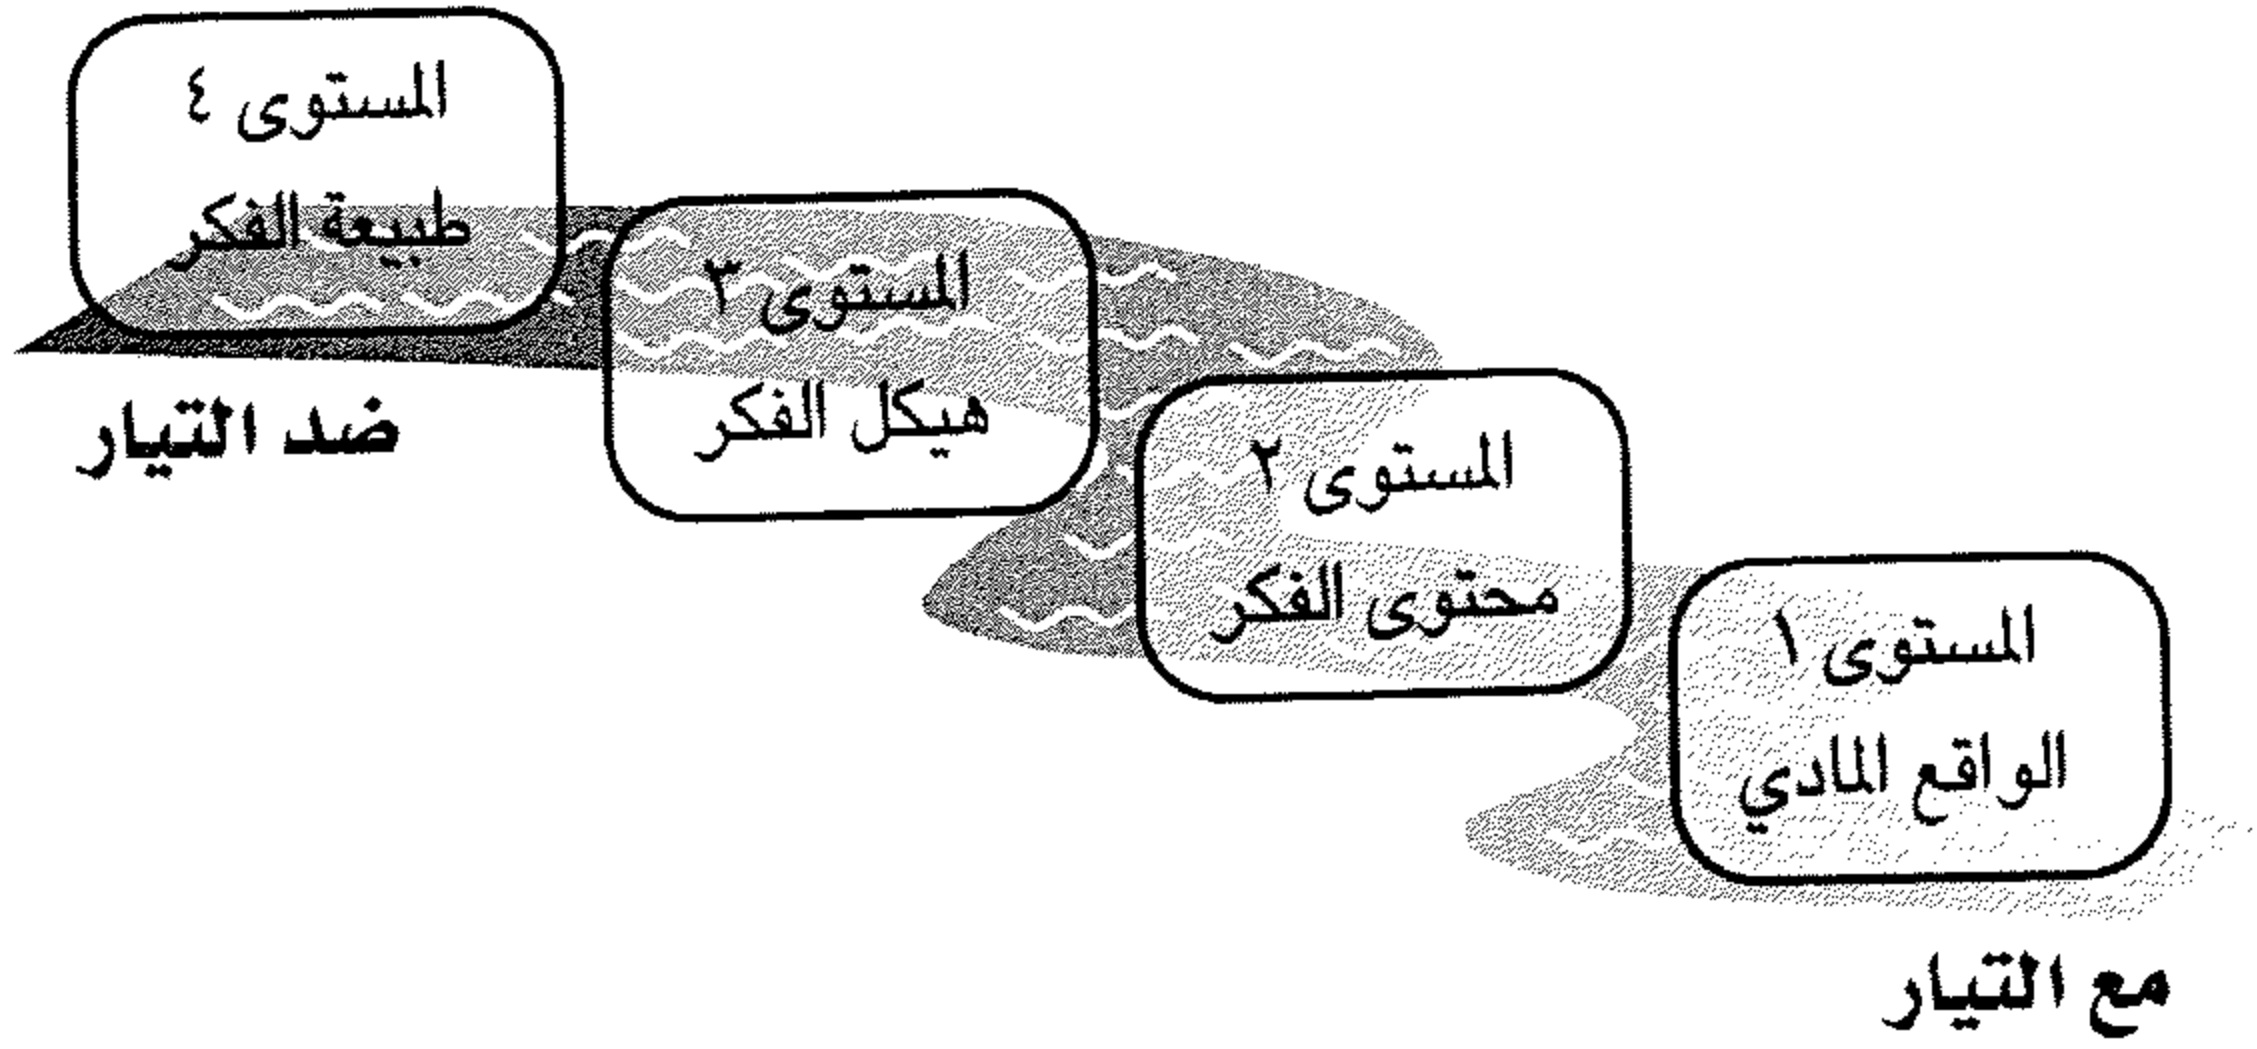 المستوى ٤
طبيعة الفكر
ضد التيار
المستوى ٣
هيكل الفكر
المستوى ٢
محتوى الفكر
المستوى ١
الواقع المادي
مع التيار